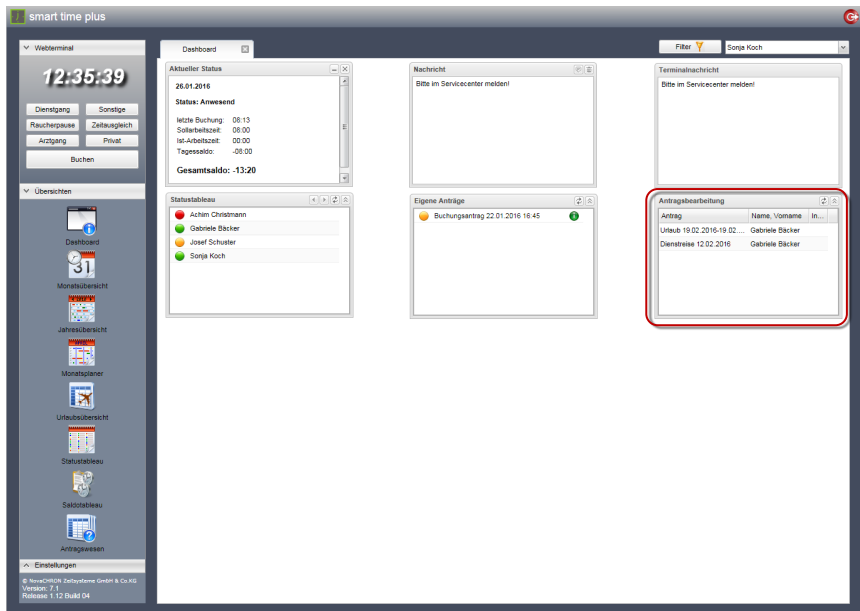 smart time plus
Webterminal
12:35:39
Dienstgang Sonstige
Raucherpause Zeitausgleich
Arztgang Privat
Buchen
Übersichten
Dashboard
31
Monatsübersicht
Jahresübersicht
Monatsplaner
Urlaubsübersicht
Statustableau
Saldotableau
Antragswesen
Einstellungen
© NovaCHRON Zeitsysteme GmbH & Co.KG
Version: 7.1
Release 1.12 Build 04
Dashboard
Filter
Sonja Koch
Aktueller Status
26.01.2016
Status: Anwesend
letzte Buchung: 08:13
Sollarbeitszeit: 08:00
Ist-Arbeitszeit: 00:00
Tagessaldo: -08:00
Gesamtsaldo: -13:20
Nachricht
Bitte im Servicecenter melden!
Terminalnachricht
Bitte im Servicecenter melden!
Statustableau
Achim Christmann
Gabriele Bäcker
Josef Schuster
Sonja Koch
Eigene Anträge
Buchungsantrag 22.01.2016 16:45
Antragsbearbeitung
Antrag Name, Vorname In...
Urlaub 19.02.2016-19.02.... Gabriele Bäcker
Dienstreise 12.02.2016 Gabriele Bäcker